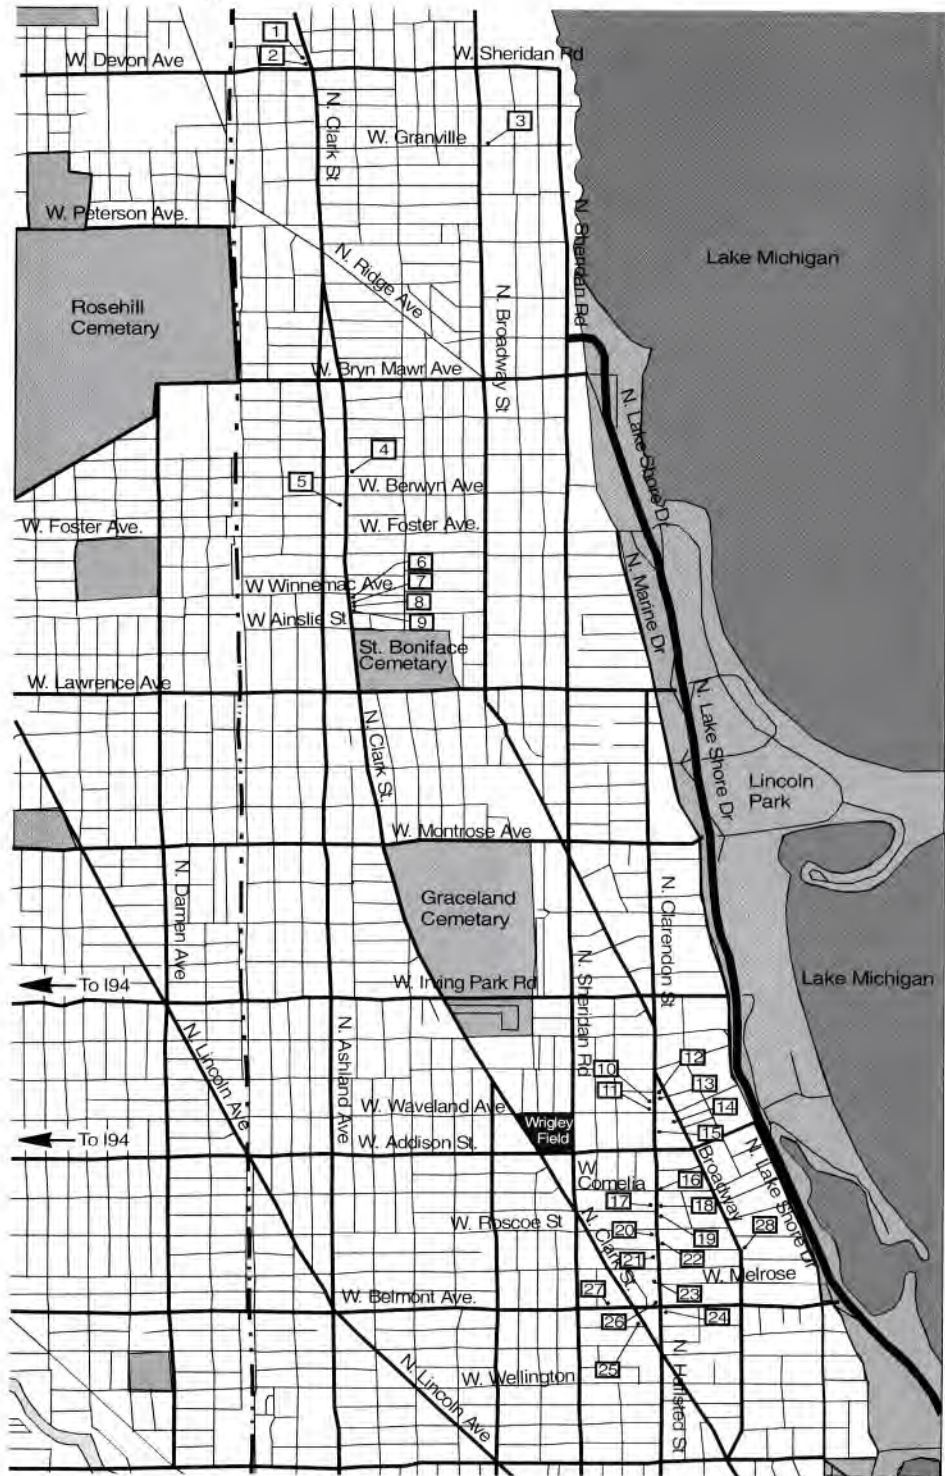 1
W. Devon Ave
2
W. Sheridan Rd
3
N. Clark St
W. Granville
W. Peterson Ave.
N. Sheridan Rd
N. Ridge Ave
Lake Michigan
Rosehill
Cemetary
N. Broadway St
W. Bryn Mawr Ave
N. Lake Shore Dr
4
5
W. Berwyn Ave
W. Foster Ave.
W. Foster Ave.
6
W Winnemac Ave
7
8
W Ainslie St
9
N. Marine Dr
St. Boniface
Cemetary
W. Lawrence Ave
N. Lake Shore Dr
N. Clark St.
Lincoln
Park
W. Montrose Ave
N. Damen Ave
Graceland
Cemetary
N. Clarendon St
To I94
W. Irving Park Rd
N. Sheridan Rd
Lake Michigan
N. Lincoln Ave
N. Ashland Ave
10
12
11
13
W. Waveland Ave
14
Wrigley
Field
To I94
W. Addison St.
15
Broadway
N. Lake Shore Dr
W
Cornelia
16
17
18
W. Roscoe St
N. Clark St.
20
19
28
21
22
W. Melrose
27
23
W. Belmont Ave.
26
24
25
W. Wellington
N. Lincoln Ave
N. Halsted St